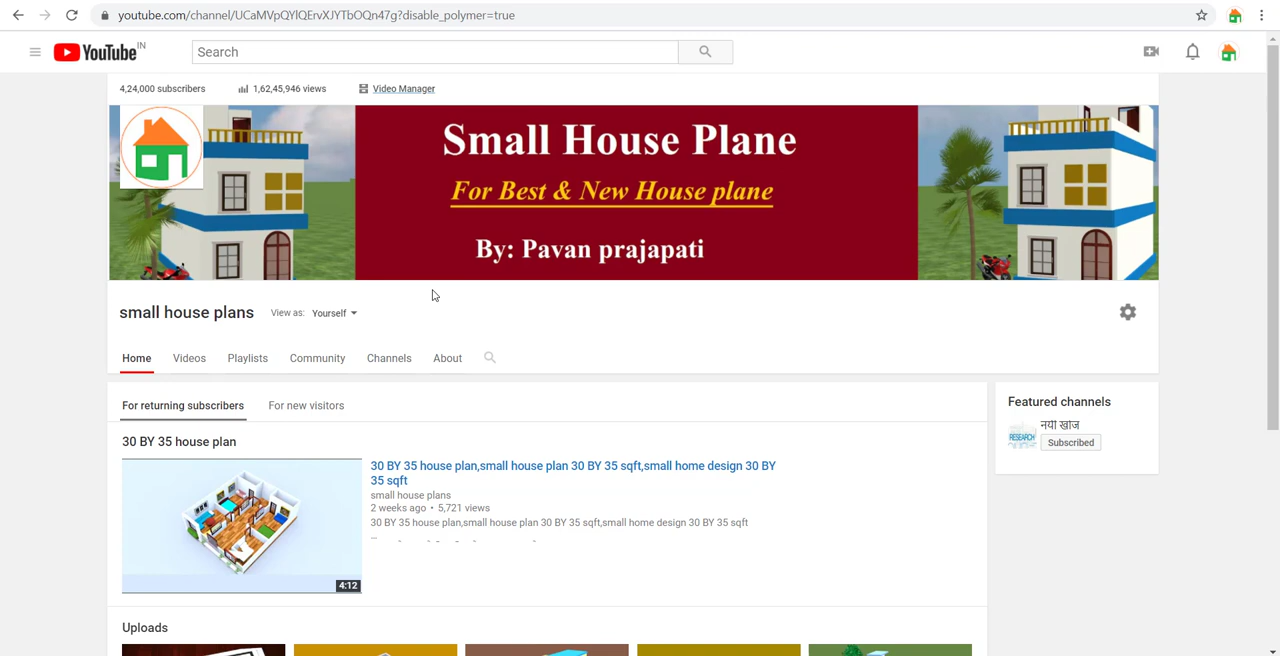 youtube.com/channel/UCaMVpQYlQErvXJYTbOQn47g?disable_polymer=true
YouTube IN
Search
4,24,000 subscribers
1,62,45,946 views
Video Manager
Small House Plane
For Best & New House plane
By: Pavan prajapati
small house plans
View as: Yourself
Home
Videos
Playlists
Community
Channels
About
For returning subscribers
For new visitors
30 BY 35 house plan
30 BY 35 house plan,small house plan 30 BY 35 sqft,small home design 30 BY
35 sqft
small house plans
2 weeks ago • 5,721 views
30 BY 35 house plan,small house plan 30 BY 35 sqft,small home design 30 BY 35 sqft
...
4:12
Uploads
Featured channels
नयी खोज
RESEARCH
Subscribed